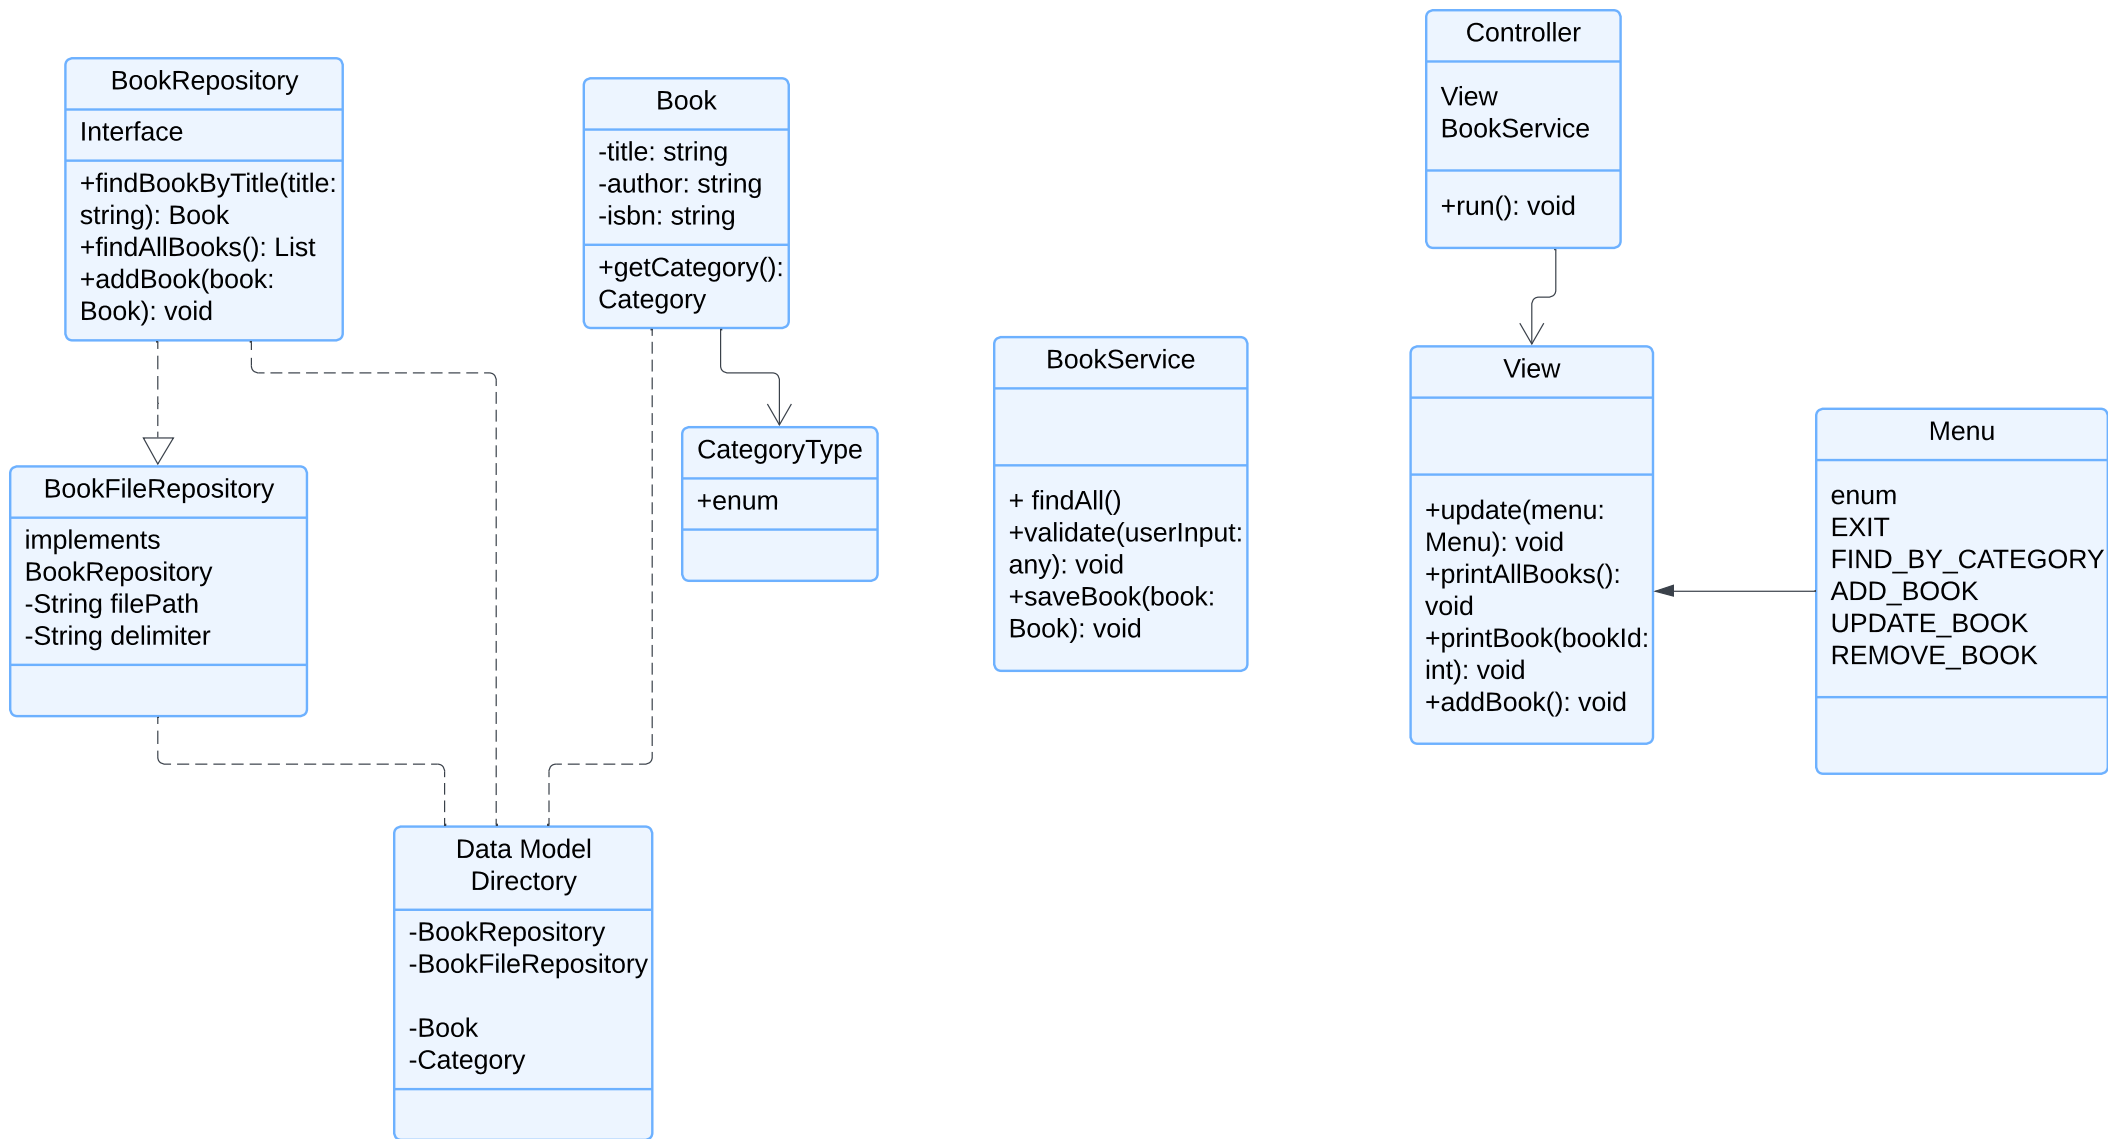 BookRepository
Interface
+findBookByTitle(title:
string): Book
+findAllBooks(): List
+addBook(book:
Book): void
Book
-title: string
-author: string
-isbn: string
+getCategory():
Category
Controller
View
BookService
+run(): void
BookFileRepository
implements
BookRepository
-String filePath
-String delimiter
CategoryType
+enum
BookService
+ findAll()
+validate(userInput:
any): void
+saveBook(book:
Book): void
View
+update(menu:
Menu): void
+printAllBooks():
void
+printBook(bookId:
int): void
+addBook(): void
Menu
enum
EXIT
FIND_BY_CATEGORY
ADD_BOOK
UPDATE_BOOK
REMOVE_BOOK
Data Model
Directory
-BookRepository
-BookFileRepository
-Book
-Category